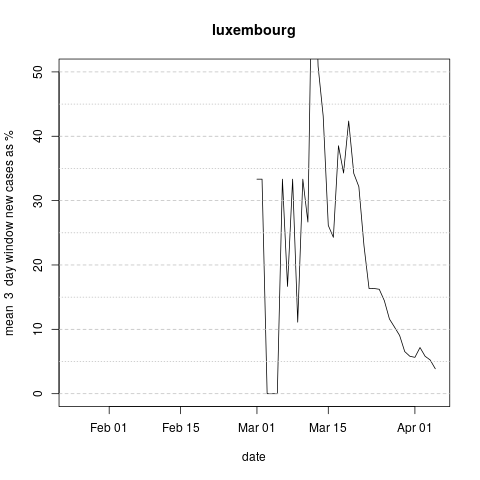 luxembourg
mean  3  day window new cases as %
50
40
30
20
10
0
Feb 01
Feb 15
Mar 01
Mar 15
Apr 01
date